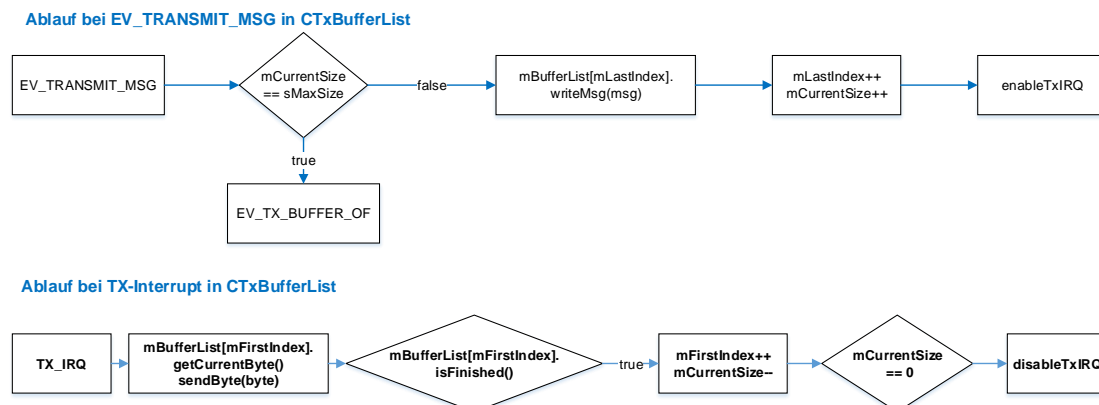 Ablauf bei EV_TRANSMIT_MSG in CTxBufferList
EV_TRANSMIT_MSG
mCurrentSize
== sMaxSize
false
mBufferList[mLastIndex].
writeMsg(msg)
mLastIndex++
mCurrentSize++
enableTxIRQ
true
EV_TX_BUFFER_OF
Ablauf bei TX-Interrupt in CTxBufferList
TX_IRQ
mBufferList[mFirstIndex].
getCurrentByte()
sendByte(byte)
mBufferList[mFirstIndex].
isFinished()
true
mFirstIndex++
mCurrentSize--
mCurrentSize
== 0
disableTxIRQ